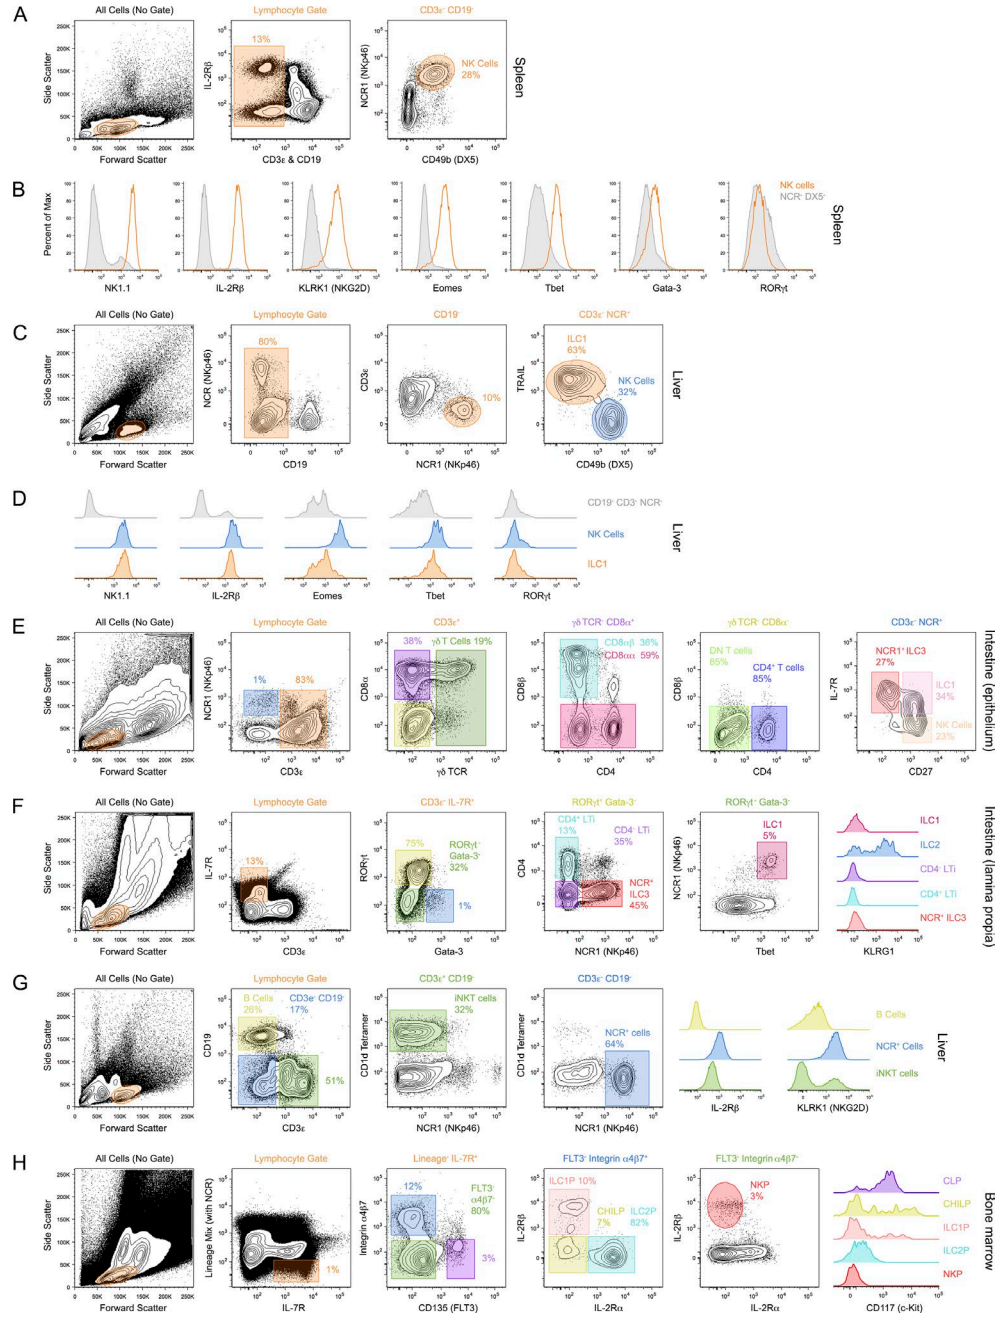 A
All Cells (No Gate)
Lymphocyte Gate
CD3ε⁻ CD19⁻
13%
NK Cells
28%
Side Scatter
IL-2Rβ
NCR1 (NKp46)
Forward Scatter
CD3ε & CD19
CD49b (DX5)
Spleen
B
Percent of Max
NK cells
NCR⁻ DX5⁻
NK1.1
IL-2Rβ
KLRK1 (NKG2D)
Eomes
Tbet
Gata-3
RORγt
Spleen
C
All Cells (No Gate)
Lymphocyte Gate
CD19⁻
CD3ε⁻ NCR⁺
80%
10%
ILC1
63%
NK Cells
32%
Side Scatter
NCR (NKp46)
CD3ε
TRAIL
Forward Scatter
CD19
NCR1 (NKp46)
CD49b (DX5)
Liver
D
CD19⁻ CD3⁻ NCR⁻
NK Cells
ILC1
NK1.1
IL-2Rβ
Eomes
Tbet
RORγt
Liver
E
All Cells (No Gate)
Lymphocyte Gate
CD3ε⁺
γδ TCR⁻ CD8α⁺
γδ TCR⁻ CD8α⁻
CD3ε⁻ NCR⁺
1%
83%
38%
γδ T Cells 19%
CD8αβ 36%
CD8αα 59%
DN T cells
85%
CD4⁺ T cells
85%
NCR1⁺ ILC3
27%
ILC1
34%
NK Cells
23%
Side Scatter
NCR1 (NKp46)
CD8α
CD8β
CD8β
IL-7R
Forward Scatter
CD3ε
γδ TCR
CD4
CD4
CD27
Intestine (epithelium)
F
All Cells (No Gate)
Lymphocyte Gate
CD3ε⁻ IL-7R⁺
RORγt⁺ Gata-3⁻
RORγt⁻ Gata-3⁻
13%
75%
RORγt⁻
Gata-3⁻
32%
1%
CD4⁺ LTi
13%
CD4⁻ LTi
35%
NCR⁺
ILC3
45%
ILC1
5%
ILC1
ILC2
CD4⁻ LTi
CD4⁺ LTi
NCR⁺ ILC3
Side Scatter
IL-7R
RORγt
CD4
NCR1 (NKp46)
Forward Scatter
CD3ε
Gata-3
NCR1 (NKp46)
Tbet
KLRG1
Intestine (lamina propia)
G
All Cells (No Gate)
Lymphocyte Gate
CD3ε⁺ CD19⁻
CD3ε⁻ CD19⁻
B Cells
26%
CD3e⁻ CD19⁻
17%
51%
iNKT cells
32%
NCR⁺ cells
64%
B Cells
NCR⁺ Cells
iNKT cells
Side Scatter
CD19
CD1d Tetramer
CD1d Tetramer
Forward Scatter
CD3ε
NCR1 (NKp46)
NCR1 (NKp46)
IL-2Rβ
KLRK1 (NKG2D)
Liver
H
All Cells (No Gate)
Lymphocyte Gate
Lineage⁻ IL-7R⁺
FLT3⁻ Integrin α4β7⁺
FLT3⁻ Integrin α4β7⁻
1%
12%
FLT3⁻
α4β7⁻
80%
3%
ILC1P 10%
CHILP
7%
ILC2P
82%
NKP
3%
CLP
CHILP
ILC1P
ILC2P
NKP
Side Scatter
Lineage Mix (with NCR)
Integrin α4β7
IL-2Rβ
IL-2Rβ
Forward Scatter
IL-7R
CD135 (FLT3)
IL-2Rα
IL-2Rα
CD117 (c-Kit)
Bone marrow